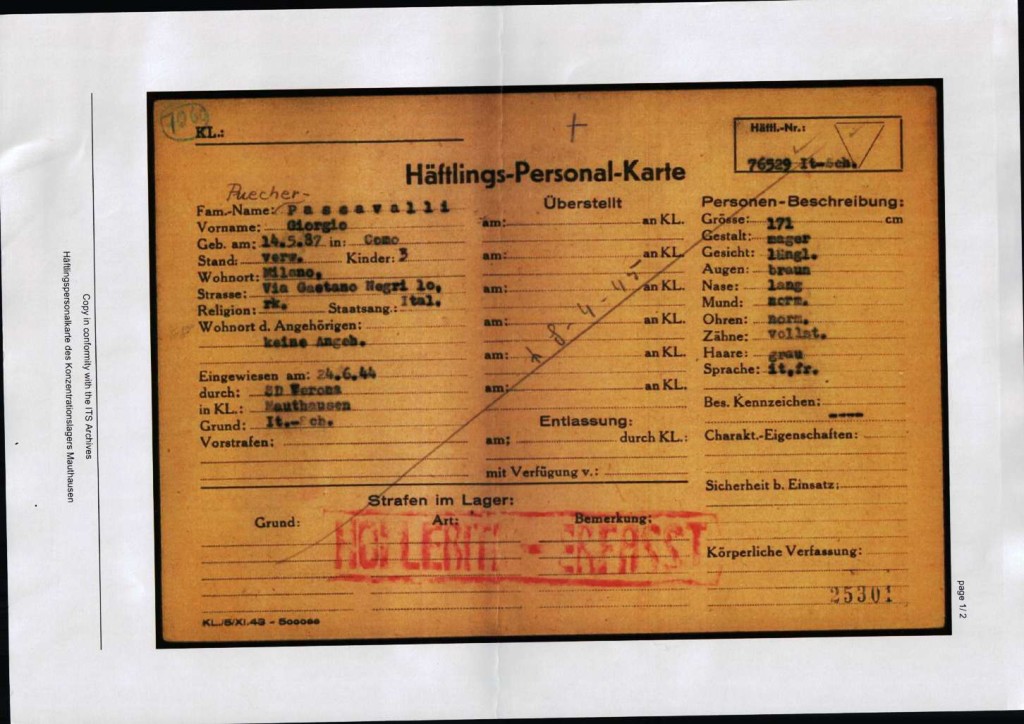 7069
KL.:
+
Häftl.-Nr.:
76529 It-Sch.
Häftlings-Personal-Karte
Puecher-
Fam.-Name: Passavalli
Vorname: Giorgio
Geb. am: 14.5.87 in: Como
Stand: verw. Kinder: 3
Wohnort: Milano,
Strasse: Via Gaetano Negri 10,
Religion: rk. Staatsang.: Ital.
Wohnort d. Angehörigen:
keine Angeh.
Eingewiesen am: 24.6.44
durch: SD Verona
in KL.: Mauthausen
Grund: It.-Sch.
Vorstrafen:
Überstellt
am: an KL.
am: an KL.
am: an KL.
am: an KL.
am: an KL.
am: an KL.
8-4-45
Entlassung:
am: durch KL.:
mit Verfügung v.:
Personen-Beschreibung:
Grösse: 171 cm
Gestalt: mager
Gesicht: längl.
Augen: braun
Nase: lang
Mund: norm.
Ohren: norm.
Zähne: vollst.
Haare: grau
Sprache: it,fr.
Bes. Kennzeichen:
----
Charakt.-Eigenschaften:
Sicherheit b. Einsatz:
Körperliche Verfassung:
25301
Strafen im Lager:
Grund: Art: Bemerkung:
HOLLERITH - ERFASST
KL./5/XI.43 - 500000
Copy in conformity with the ITS Archives
Häftlingspersonalkarte des Konzentrationslagers Mauthausen
page 1/ 2